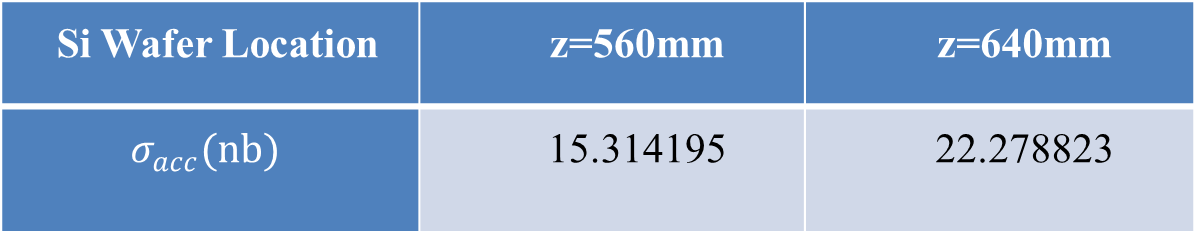 Si Wafer Location z=560mm z=640mm
σ_acc(nb) 15.314195 22.278823